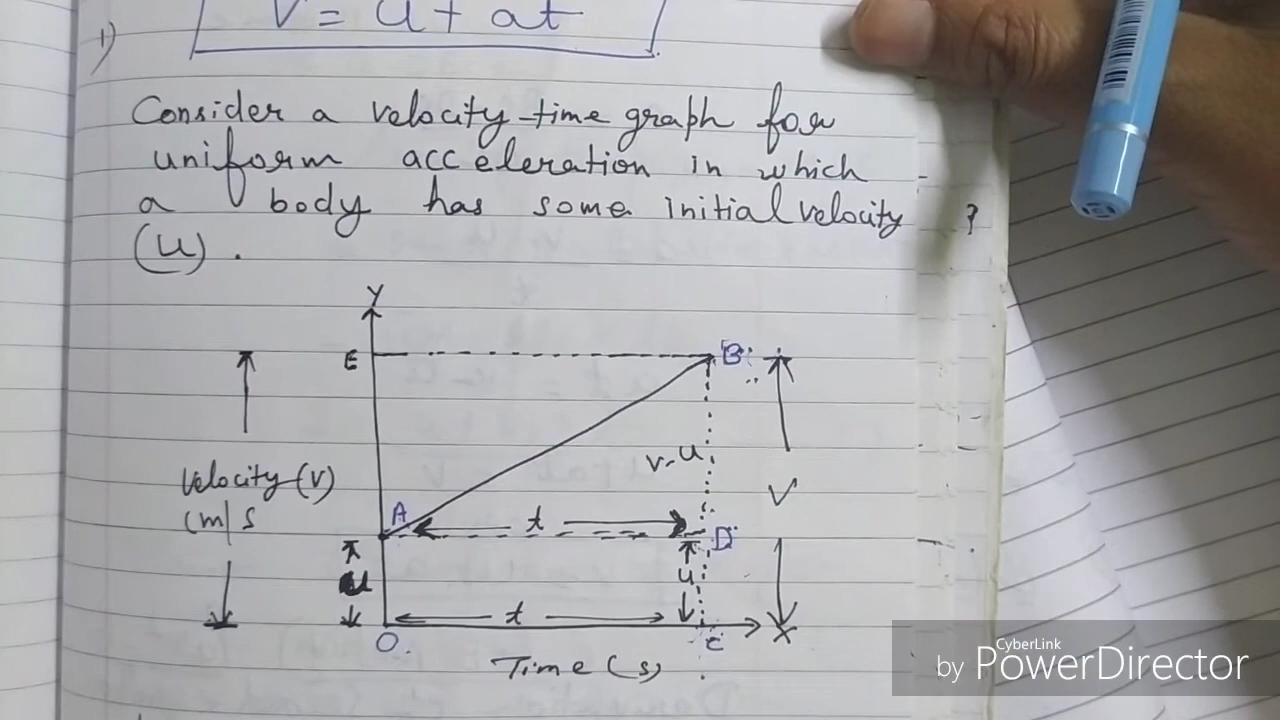 1)
V = u + at
Consider a velocity-time graph for
uniform acceleration in which
a body has some initial velocity ?
(u) .
Y
E
B
v-u
V
Velocity (v)
(m/s
A
t
D
u
u
t
O.
C
X
Time (s)
CyberLink
by PowerDirector